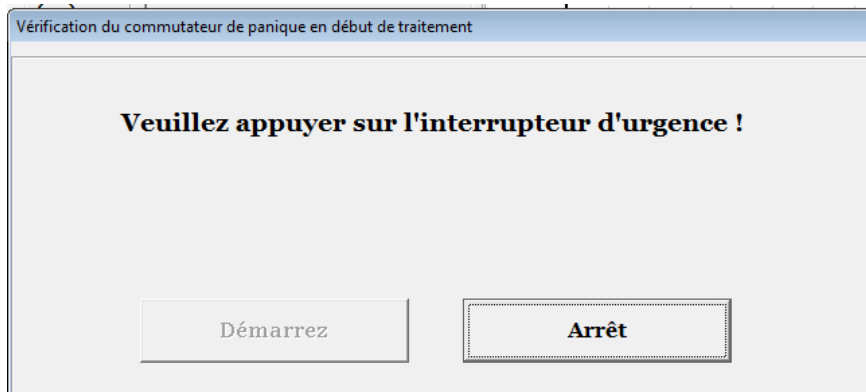 Vérification du commutateur de panique en début de traitement
Veuillez appuyer sur l'interrupteur d'urgence !
Démarrez
Arrêt